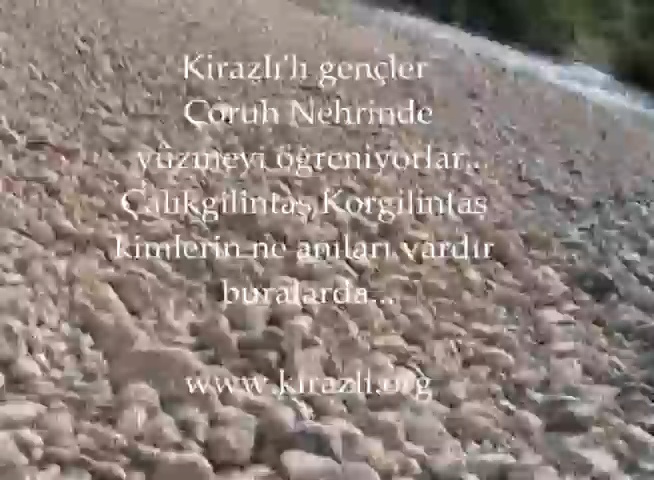 Kirazlı'lı gençler
Çoruh Nehrinde
yüzmeyi öğreniyorlar...
Çalıkgilintaş Korgilintaş
kimlerin ne anıları vardır
buralarda...
www.kirazli.org